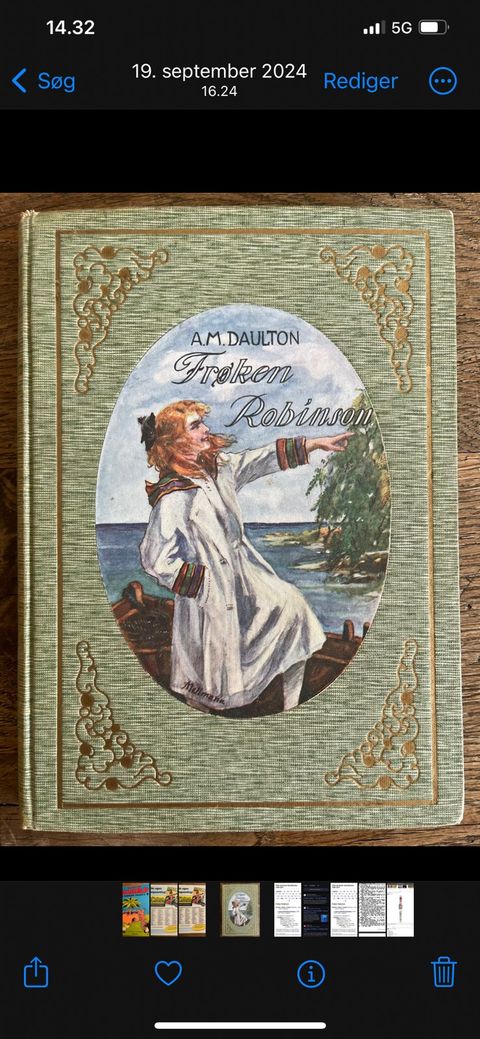 14.32
5G
Søg
19. september 2024
Rediger
16.24
A.M. DAULTON
Frøken
Robinson